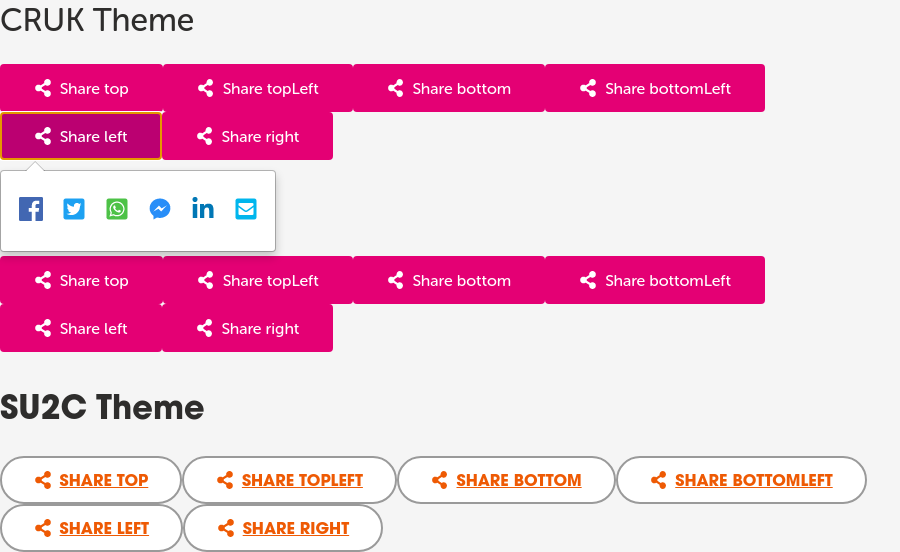 CRUK Theme
Share top Share topLeft Share bottom Share bottomLeft
Share left Share right
Share top Share topLeft Share bottom Share bottomLeft
Share left Share right
SU2C Theme
SHARE TOP SHARE TOPLEFT SHARE BOTTOM SHARE BOTTOMLEFT
SHARE LEFT SHARE RIGHT